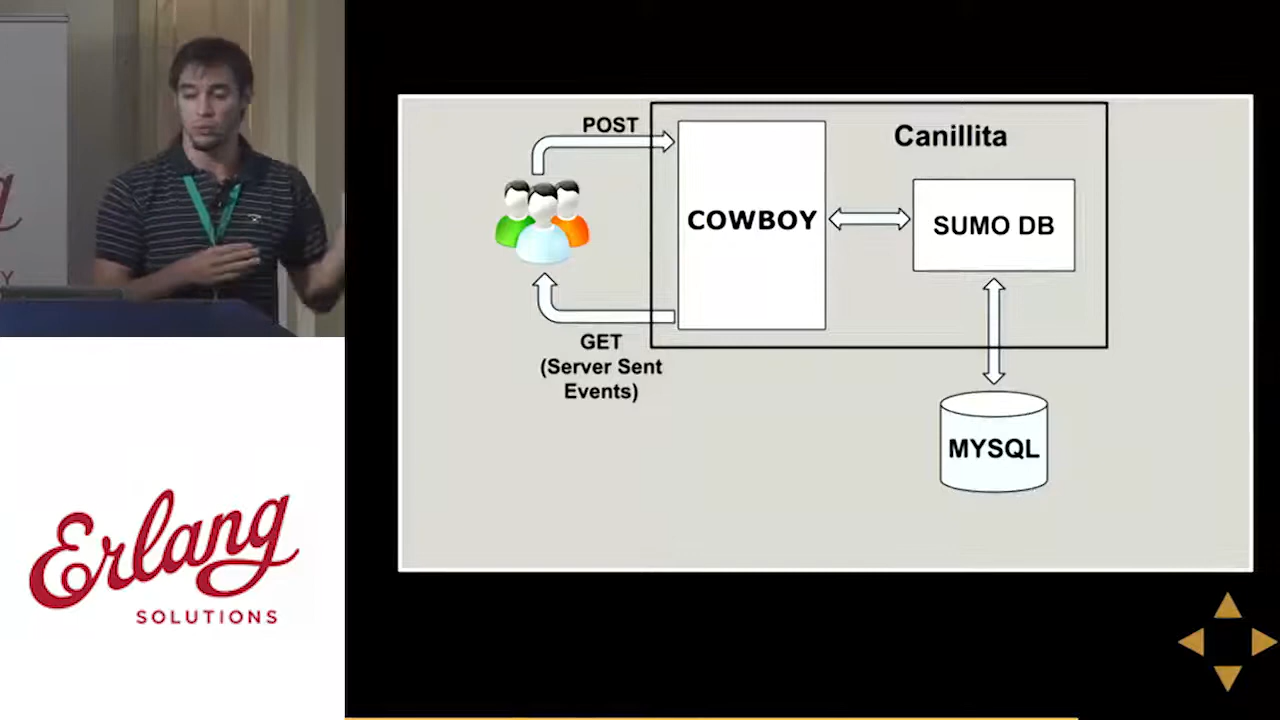 POST
Canillita
COWBOY
SUMO DB
GET
(Server Sent
Events)
MYSQL
Erlang
SOLUTIONS